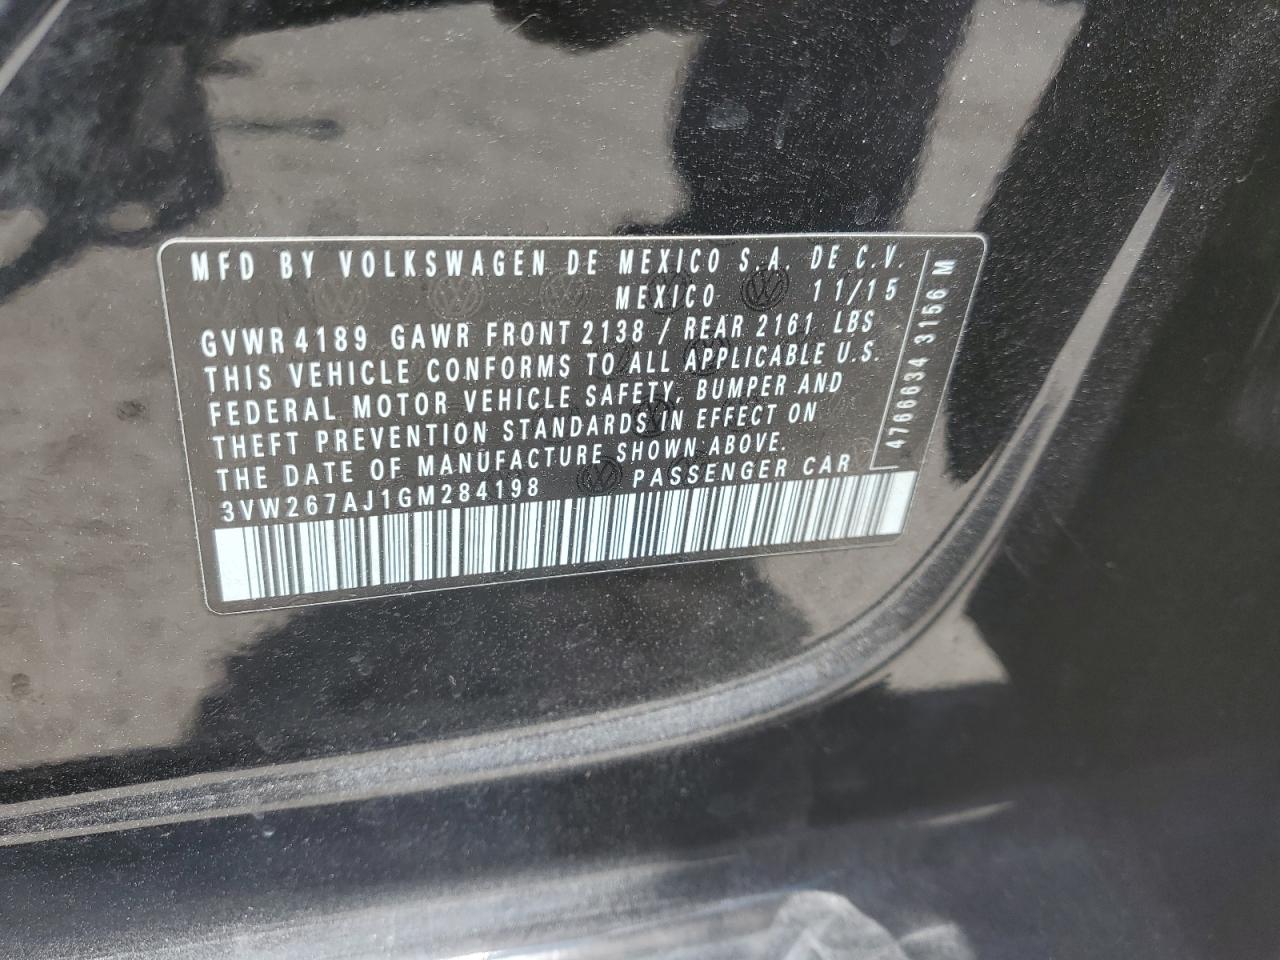 MFD BY VOLKSWAGEN DE MEXICO S.A. DE C.V.
MEXICO 11/15
GVWR 4189 GAWR FRONT 2138 / REAR 2161 LBS
THIS VEHICLE CONFORMS TO ALL APPLICABLE U.S.
FEDERAL MOTOR VEHICLE SAFETY, BUMPER AND
THEFT PREVENTION STANDARDS IN EFFECT ON
THE DATE OF MANUFACTURE SHOWN ABOVE.
3VW267AJ1GM284198 PASSENGER CAR
4766634 3156 M